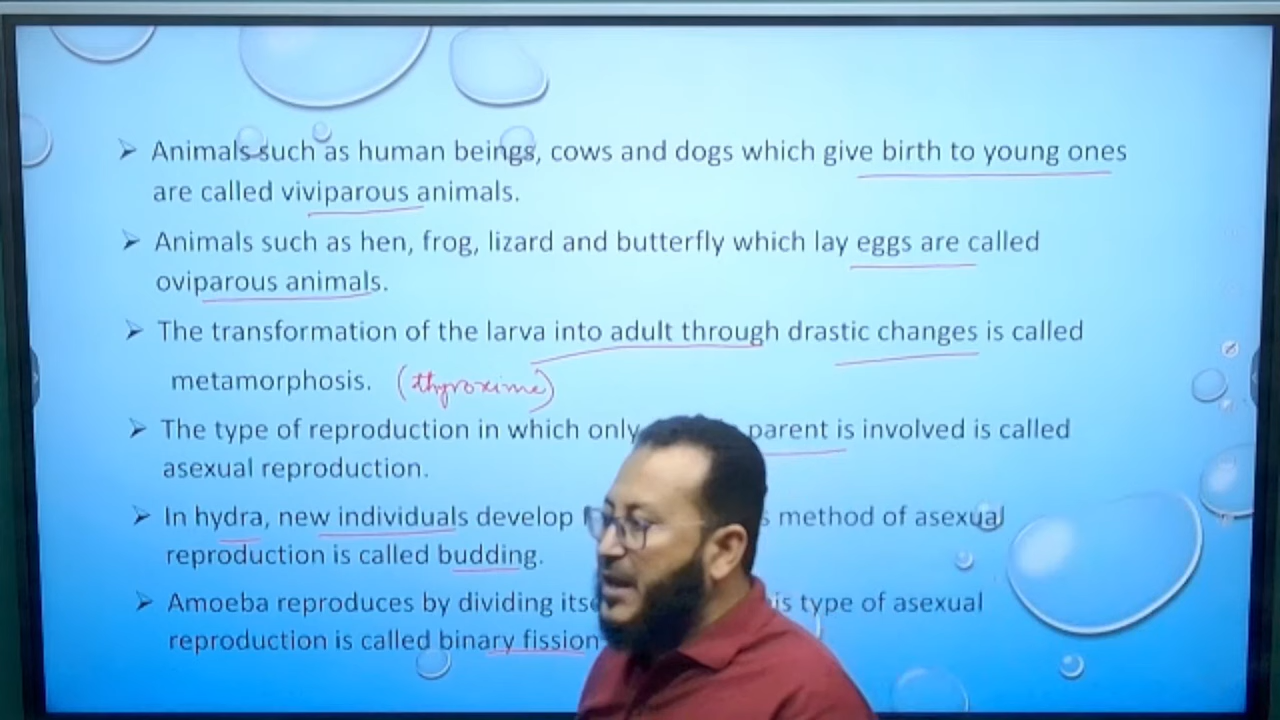 ➢ Animals such as human beings, cows and dogs which give birth to young ones
are called viviparous animals.
➢ Animals such as hen, frog, lizard and butterfly which lay eggs are called
oviparous animals.
➢ The transformation of the larva into adult through drastic changes is called
metamorphosis. (thyroxime)
➢ The type of reproduction in which only parent is involved is called
asexual reproduction.
➢ In hydra, new individuals develop method of asexual
reproduction is called budding.
➢ Amoeba reproduces by dividing type of asexual
reproduction is called binary fission